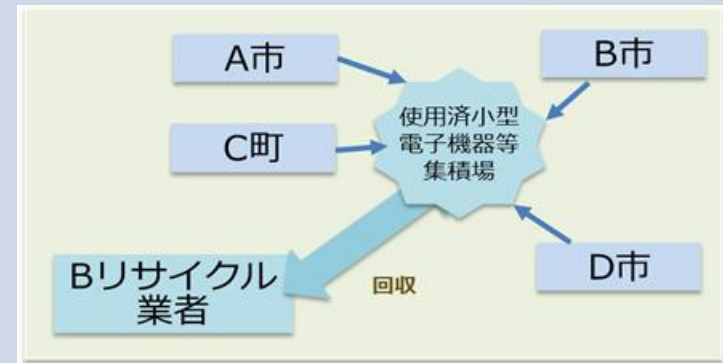 A市
B市
使用済小型
電子機器等
集積場
C町
D市
Bリサイクル
業者
回収